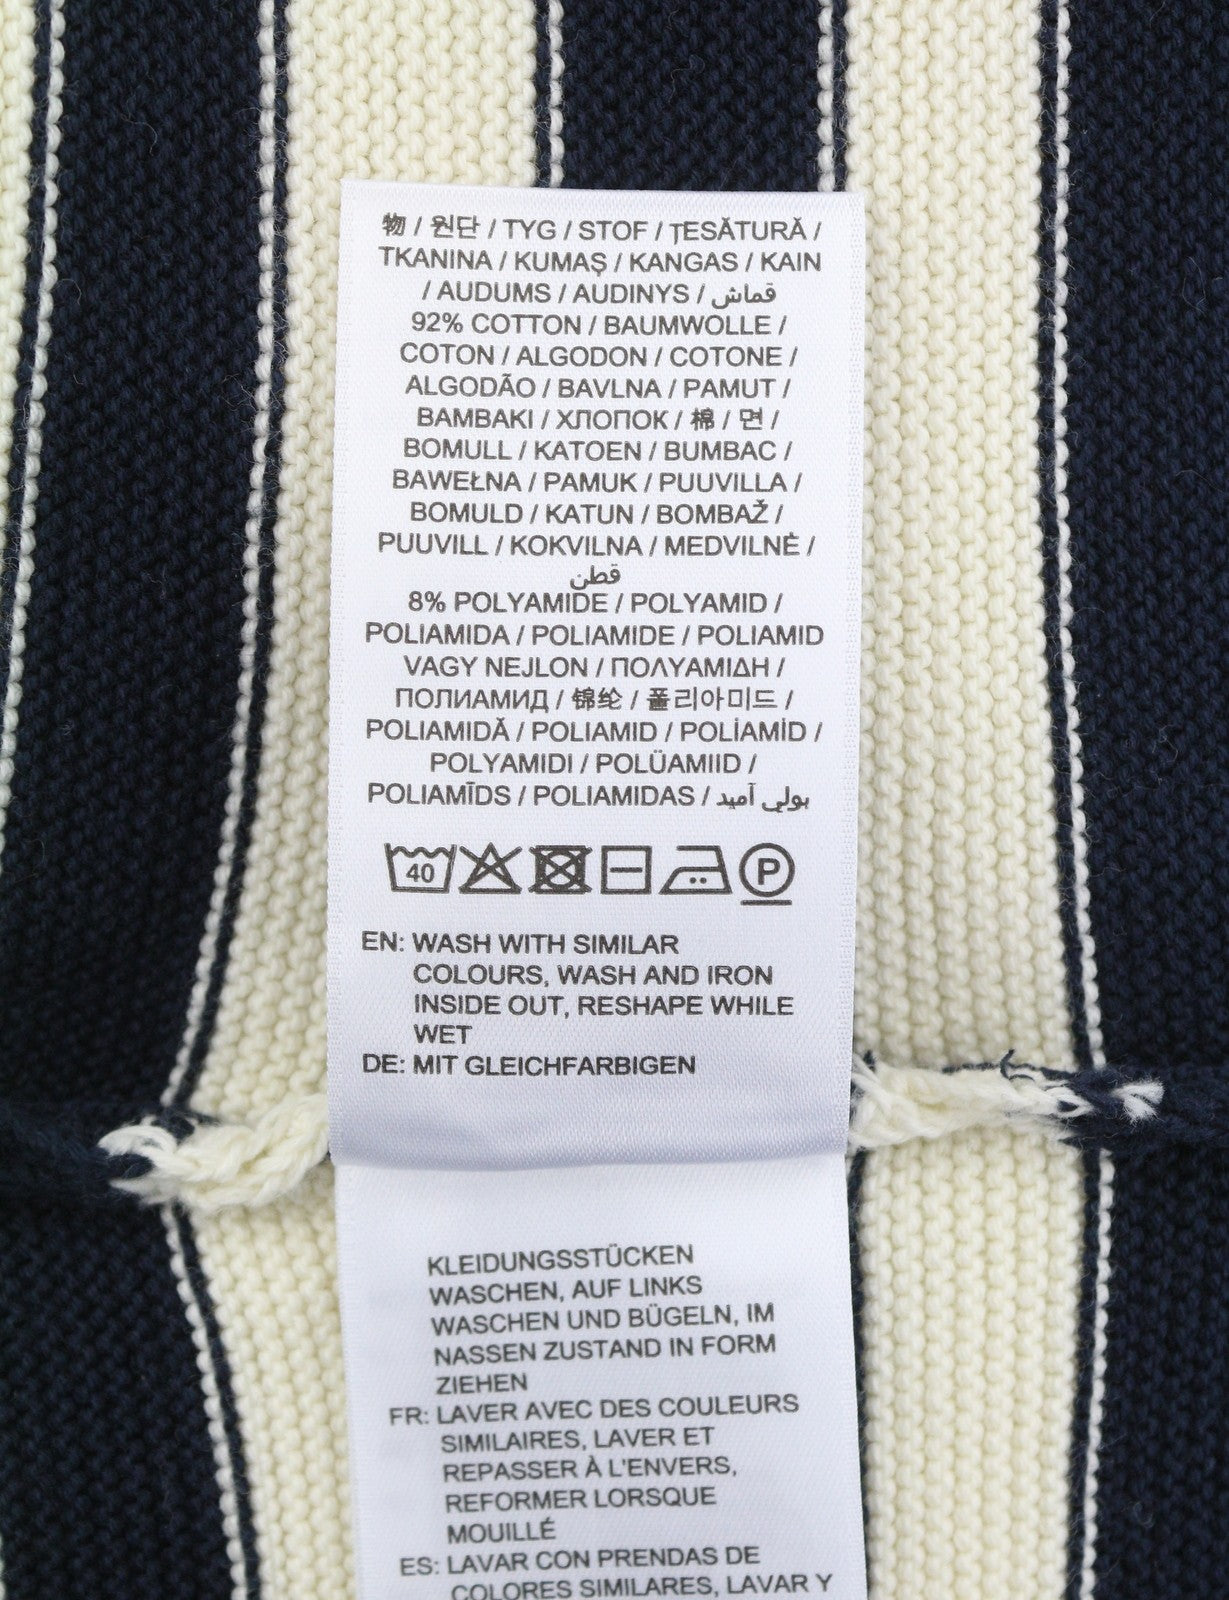 物 / 원단 / TYG / STOF / ȚESĂTURĂ /
TKANINA / KUMAŞ / KANGAS / KAIN
/ AUDUMS / AUDINYS / قماش
92% COTTON / BAUMWOLLE /
COTON / ALGODON / COTONE /
ALGODÃO / BAVLNA / PAMUT /
BAMBAKI / ХЛОПОК / 棉 / 면 /
BOMULL / KATOEN / BUMBAC /
BAWEŁNA / PAMUK / PUUVILLA /
BOMULD / KATUN / BOMBAŽ /
PUUVILL / KOKVILNA / MEDVILNĖ /
قطن
8% POLYAMIDE / POLYAMID /
POLIAMIDA / POLIAMIDE / POLIAMID
VAGY NEJLON / ΠΟΛΥΑΜΙΔΗ /
ПОЛИАМИД / 锦纶 / 폴리아미드 /
POLIAMIDĂ / POLIAMID / POLİAMİD /
POLYAMIDI / POLÜAMIID /
POLIAMĪDS / POLIAMIDAS / بولي آميد
40 P
EN: WASH WITH SIMILAR
COLOURS, WASH AND IRON
INSIDE OUT, RESHAPE WHILE
WET
DE: MIT GLEICHFARBIGEN
KLEIDUNGSSTÜCKEN
WASCHEN, AUF LINKS
WASCHEN UND BÜGELN, IM
NASSEN ZUSTAND IN FORM
ZIEHEN
FR: LAVER AVEC DES COULEURS
SIMILAIRES, LAVER ET
REPASSER À L'ENVERS,
REFORMER LORSQUE
MOUILLÉ
ES: LAVAR CON PRENDAS DE
COLORES SIMILARES, LAVAR Y